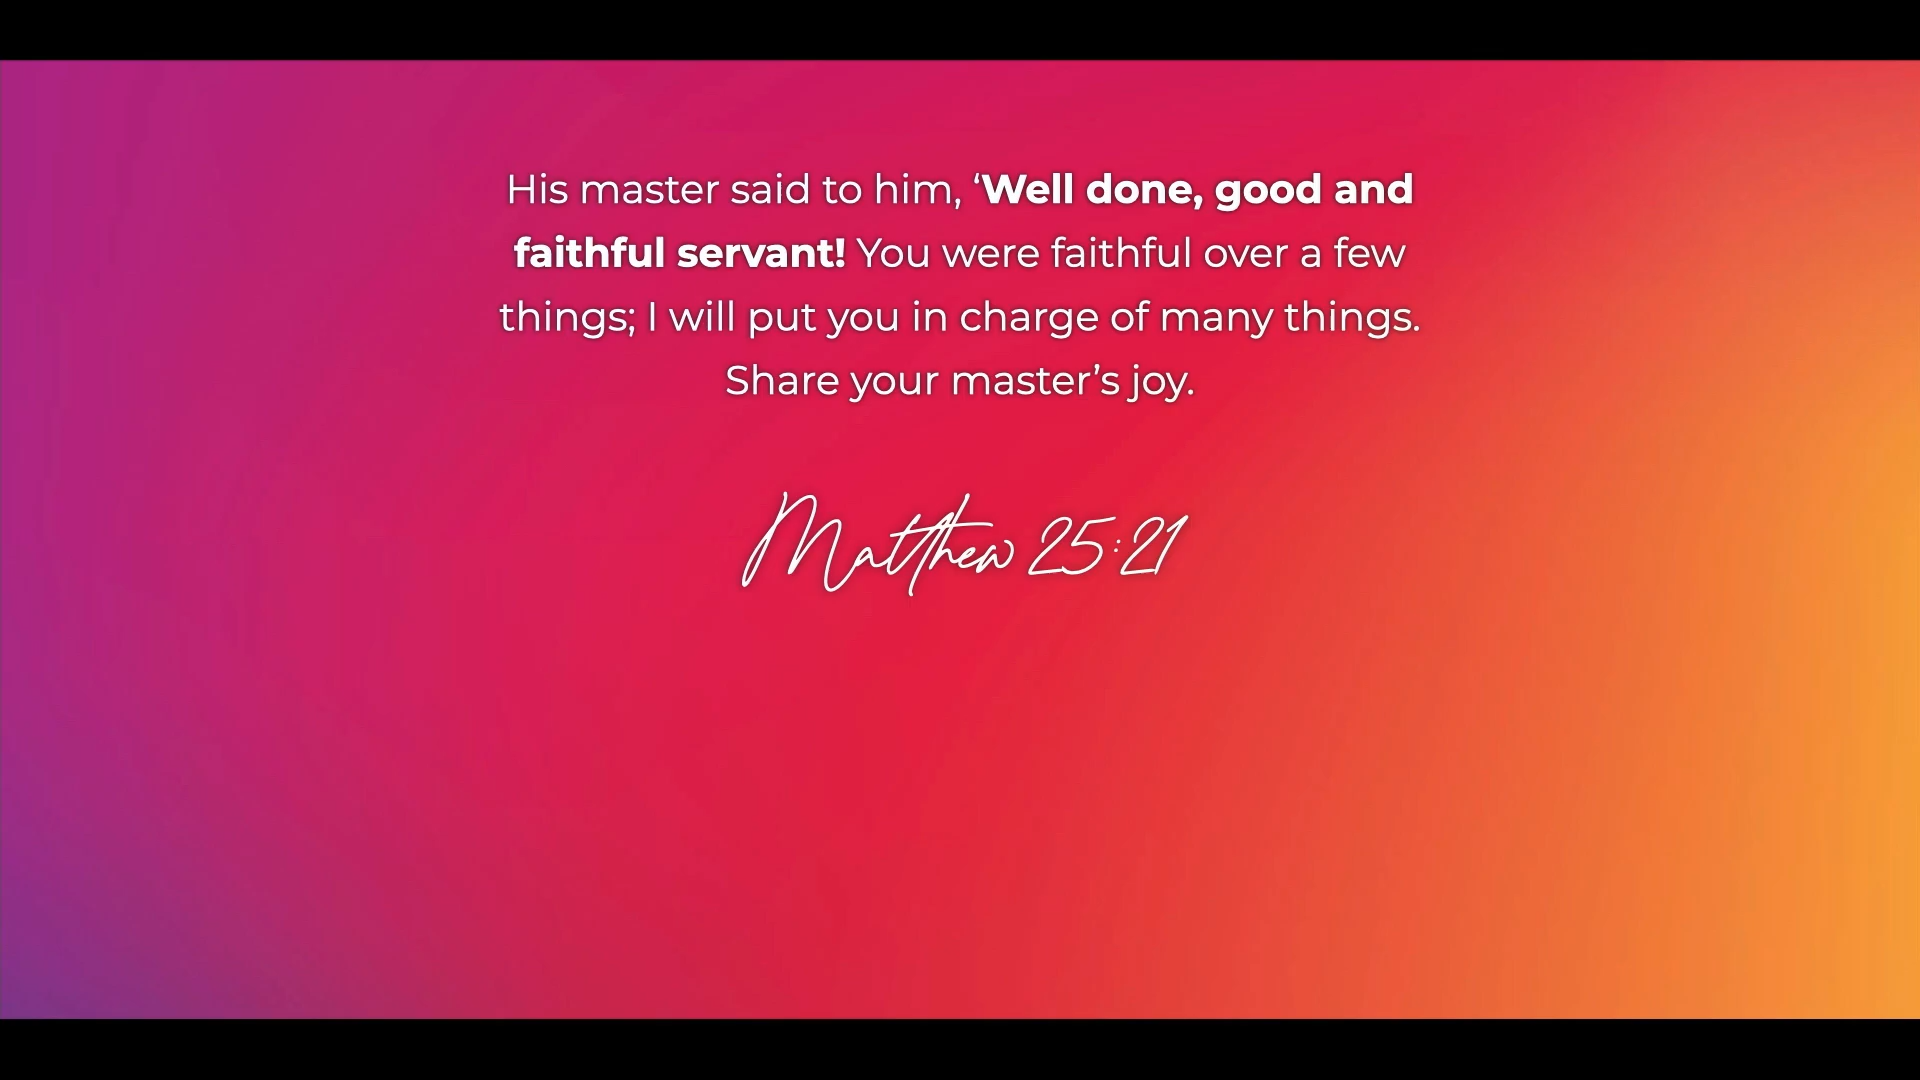 His master said to him, ‘Well done, good and
faithful servant! You were faithful over a few
things; I will put you in charge of many things.
Share your master’s joy.
Matthew 25:21